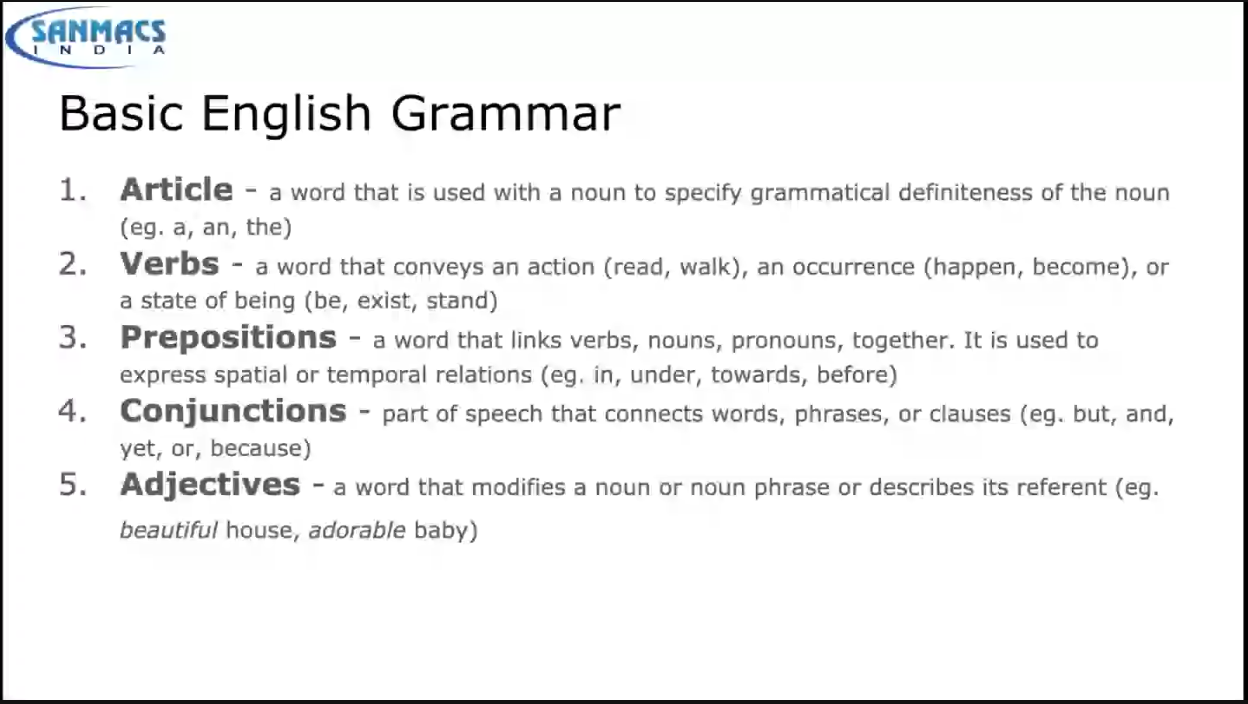 SANMACS
INDIA
Basic English Grammar
1. Article - a word that is used with a noun to specify grammatical definiteness of the noun
(eg. a, an, the)
2. Verbs - a word that conveys an action (read, walk), an occurrence (happen, become), or
a state of being (be, exist, stand)
3. Prepositions - a word that links verbs, nouns, pronouns, together. It is used to
express spatial or temporal relations (eg. in, under, towards, before)
4. Conjunctions - part of speech that connects words, phrases, or clauses (eg. but, and,
yet, or, because)
5. Adjectives - a word that modifies a noun or noun phrase or describes its referent (eg.
beautiful house, adorable baby)